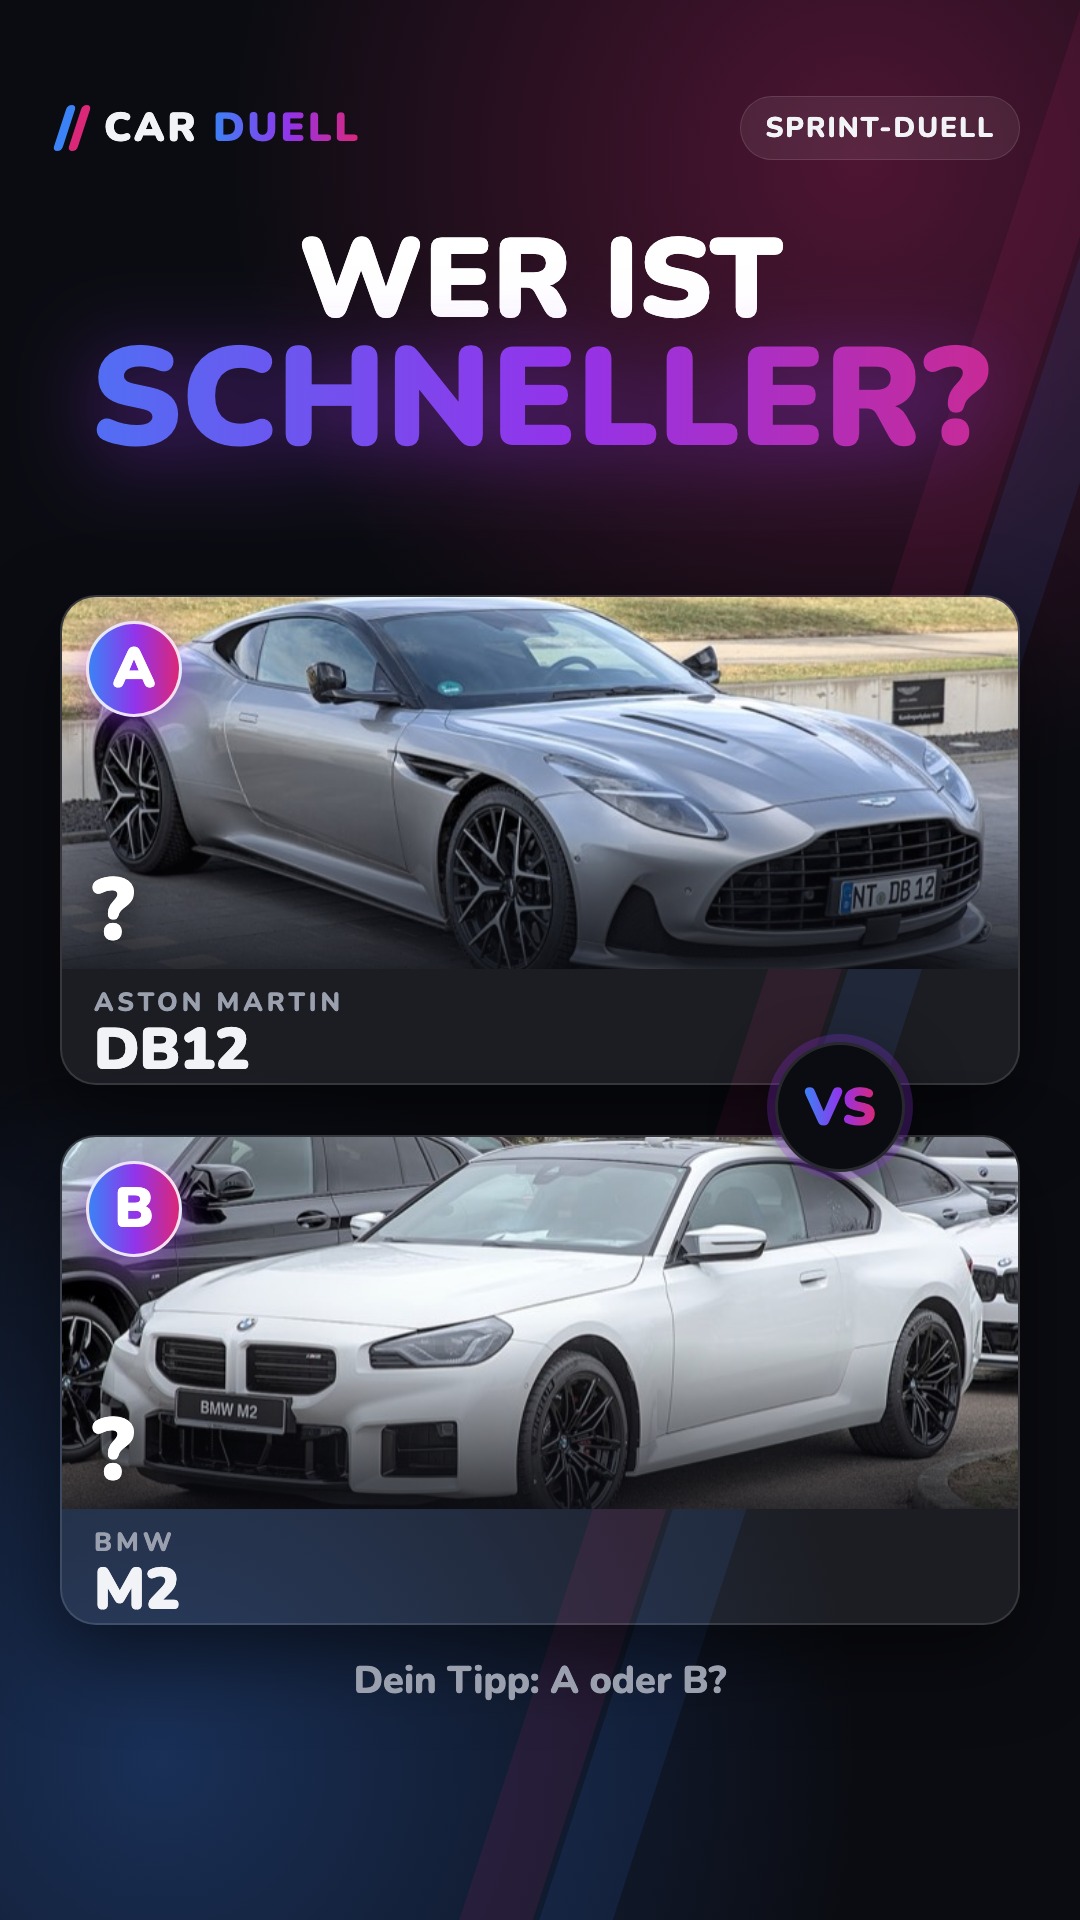 // CAR DUELL
SPRINT-DUELL
WER IST
SCHNELLER?
A
NT DB 12
?
ASTON MARTIN
DB12
VS
B
BMW M2
?
BMW
M2
Dein Tipp: A oder B?